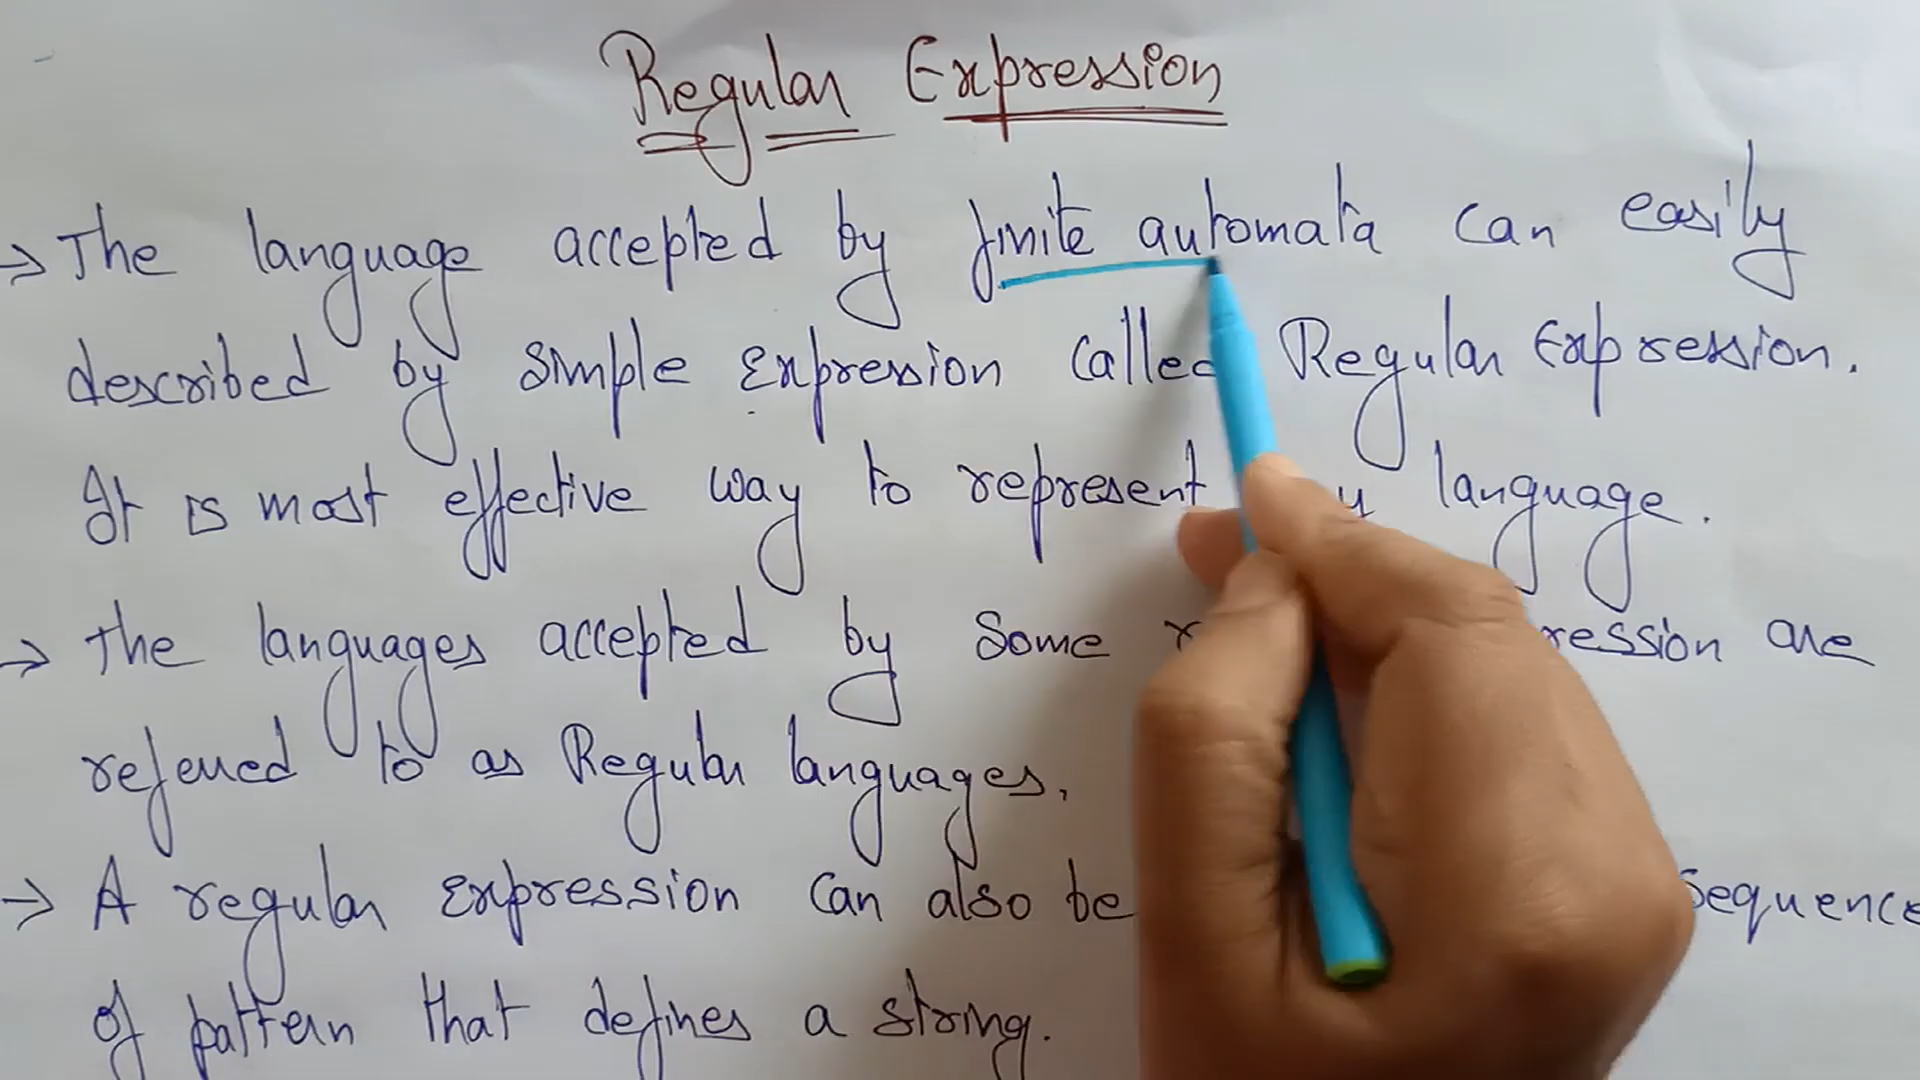 Regular Expression
→ The language accepted by finite automata can easily
described by simple expression called Regular Expression.
It is most effective way to represent language.
→ The languages accepted by some are
referred to as Regular languages.
→ A regular expression can also be sequence
of pattern that defines a string.